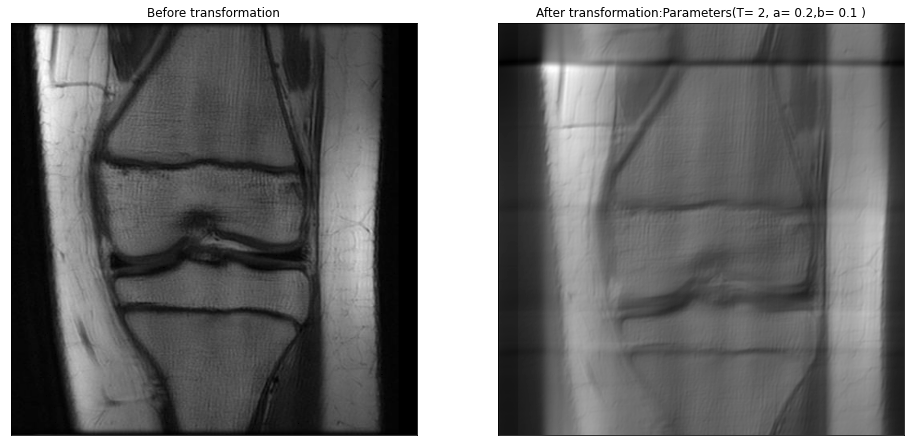 Before transformation
After transformation:Parameters(T= 2, a= 0.2,b= 0.1 )